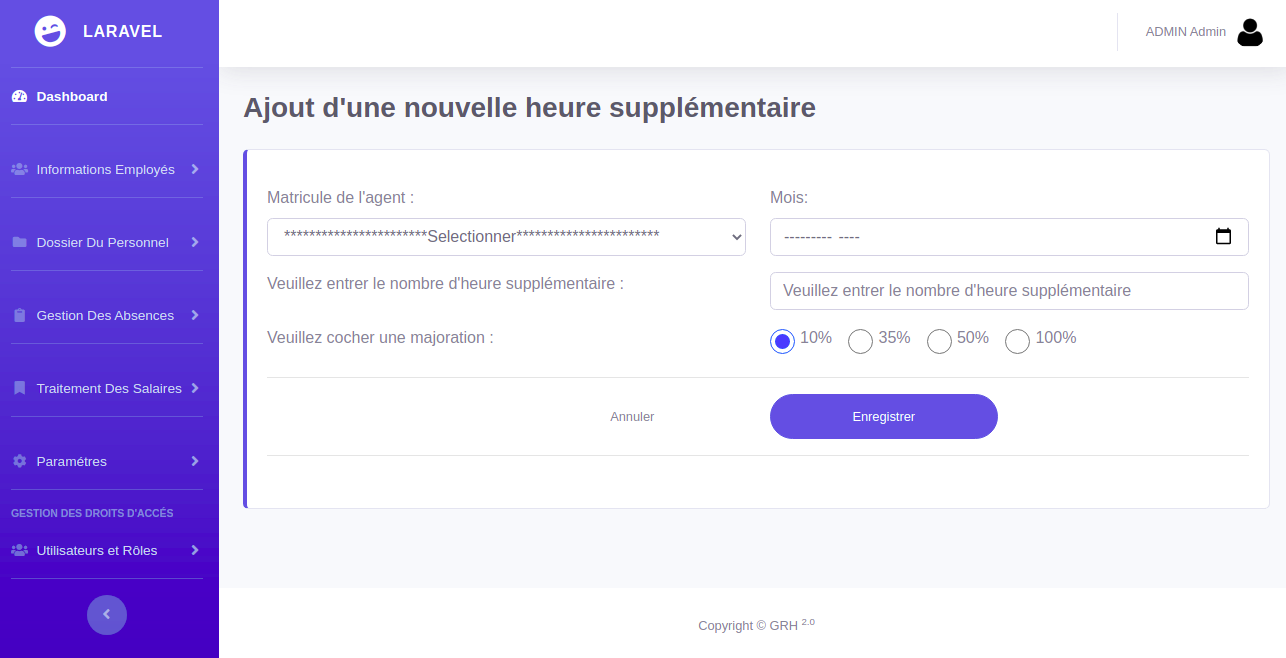 LARAVEL
ADMIN Admin
Dashboard
Informations Employés
Dossier Du Personnel
Gestion Des Absences
Traitement Des Salaires
Paramétres
GESTION DES DROITS D'ACCÉS
Utilisateurs et Rôles
Ajout d'une nouvelle heure supplémentaire
Matricule de l'agent :
Mois:
***********************Selectionner***********************
--------- ----
Veuillez entrer le nombre d'heure supplémentaire :
Veuillez entrer le nombre d'heure supplémentaire
Veuillez cocher une majoration :
10% 35% 50% 100%
Annuler
Enregistrer
Copyright © GRH 2.0